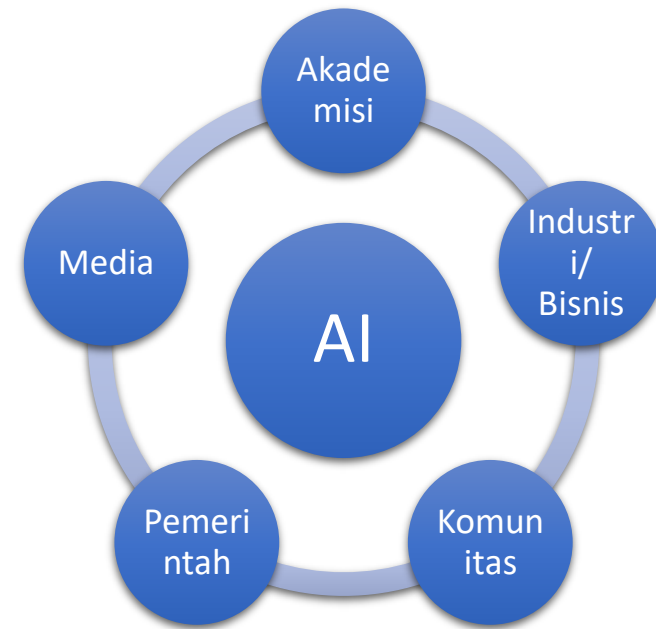 Akade
misi
Media
Industr
i/
Bisnis
AI
Pemeri
ntah
Komun
itas